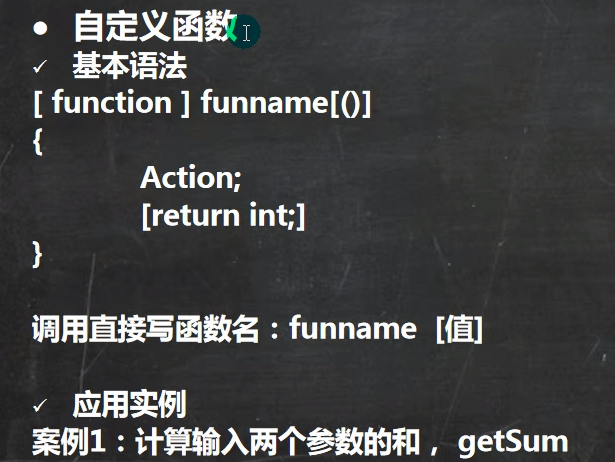 ● 自定义函数
✓ 基本语法
[ function ] funname[()]
{
Action;
[return int;]
}
调用直接写函数名：funname [值]
✓ 应用实例
案例1：计算输入两个参数的和， getSum